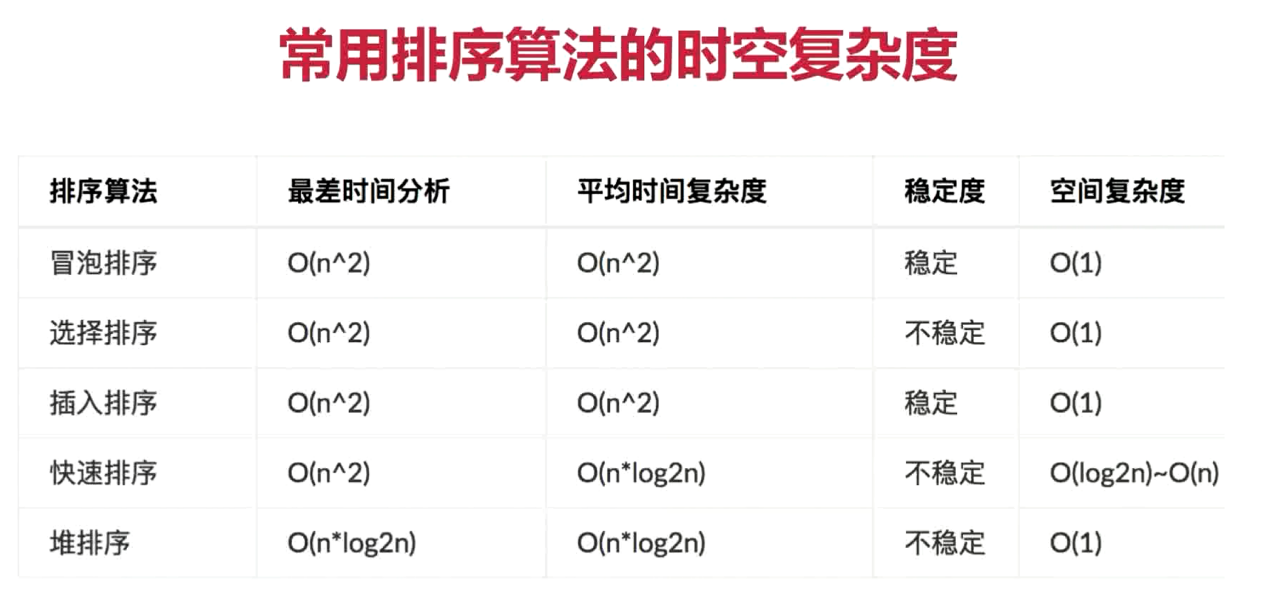 常用排序算法的时空复杂度
排序算法 最差时间分析 平均时间复杂度 稳定度 空间复杂度
冒泡排序 O(n^2) O(n^2) 稳定 O(1)
选择排序 O(n^2) O(n^2) 不稳定 O(1)
插入排序 O(n^2) O(n^2) 稳定 O(1)
快速排序 O(n^2) O(n*log2n) 不稳定 O(log2n)~O(n)
堆排序 O(n*log2n) O(n*log2n) 不稳定 O(1)